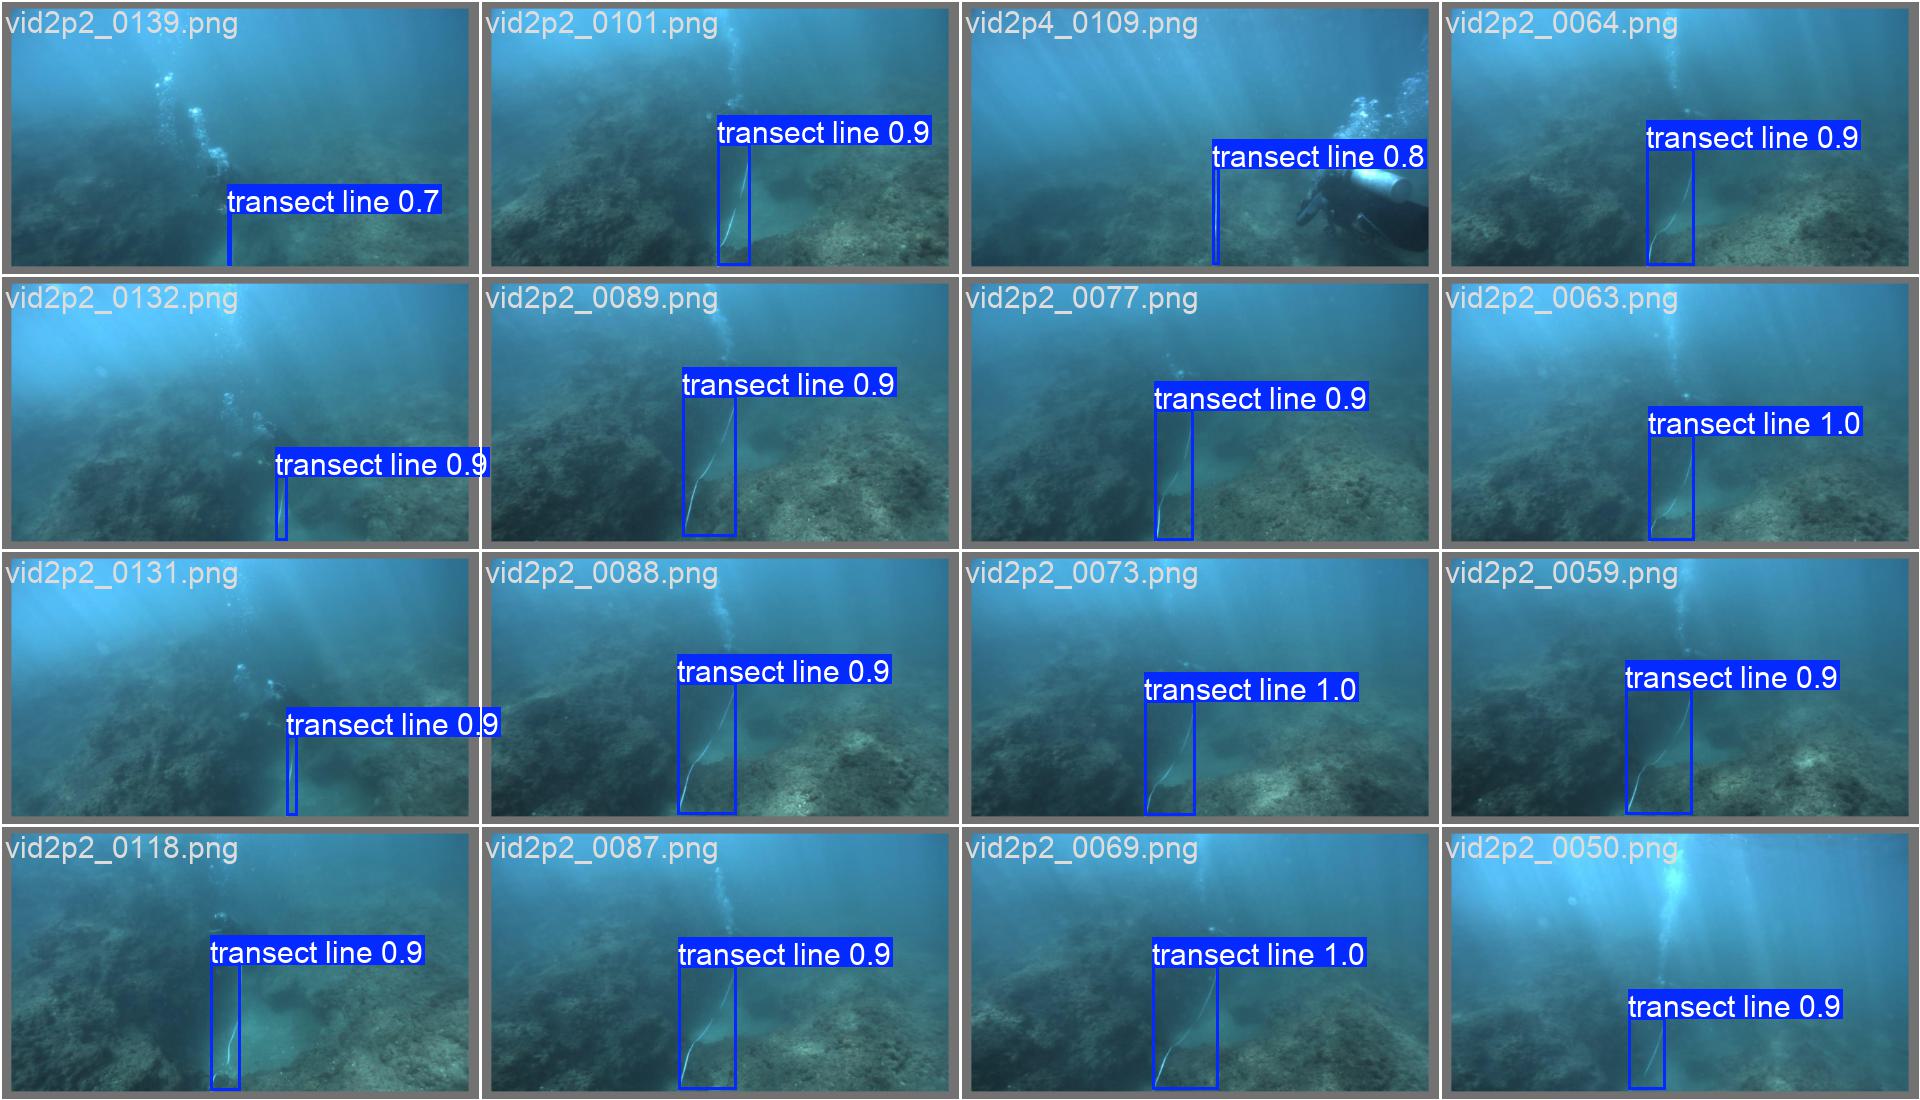 vid2p2_0139.png
transect line 0.7
vid2p2_0101.png
transect line 0.9
vid2p4_0109.png
transect line 0.8
vid2p2_0064.png
transect line 0.9
vid2p2_0132.png
transect line 0.9
vid2p2_0089.png
transect line 0.9
vid2p2_0077.png
transect line 0.9
vid2p2_0063.png
transect line 1.0
vid2p2_0131.png
transect line 0.9
vid2p2_0088.png
transect line 0.9
vid2p2_0073.png
transect line 1.0
vid2p2_0059.png
transect line 0.9
vid2p2_0118.png
transect line 0.9
vid2p2_0087.png
transect line 0.9
vid2p2_0069.png
transect line 1.0
vid2p2_0050.png
transect line 0.9